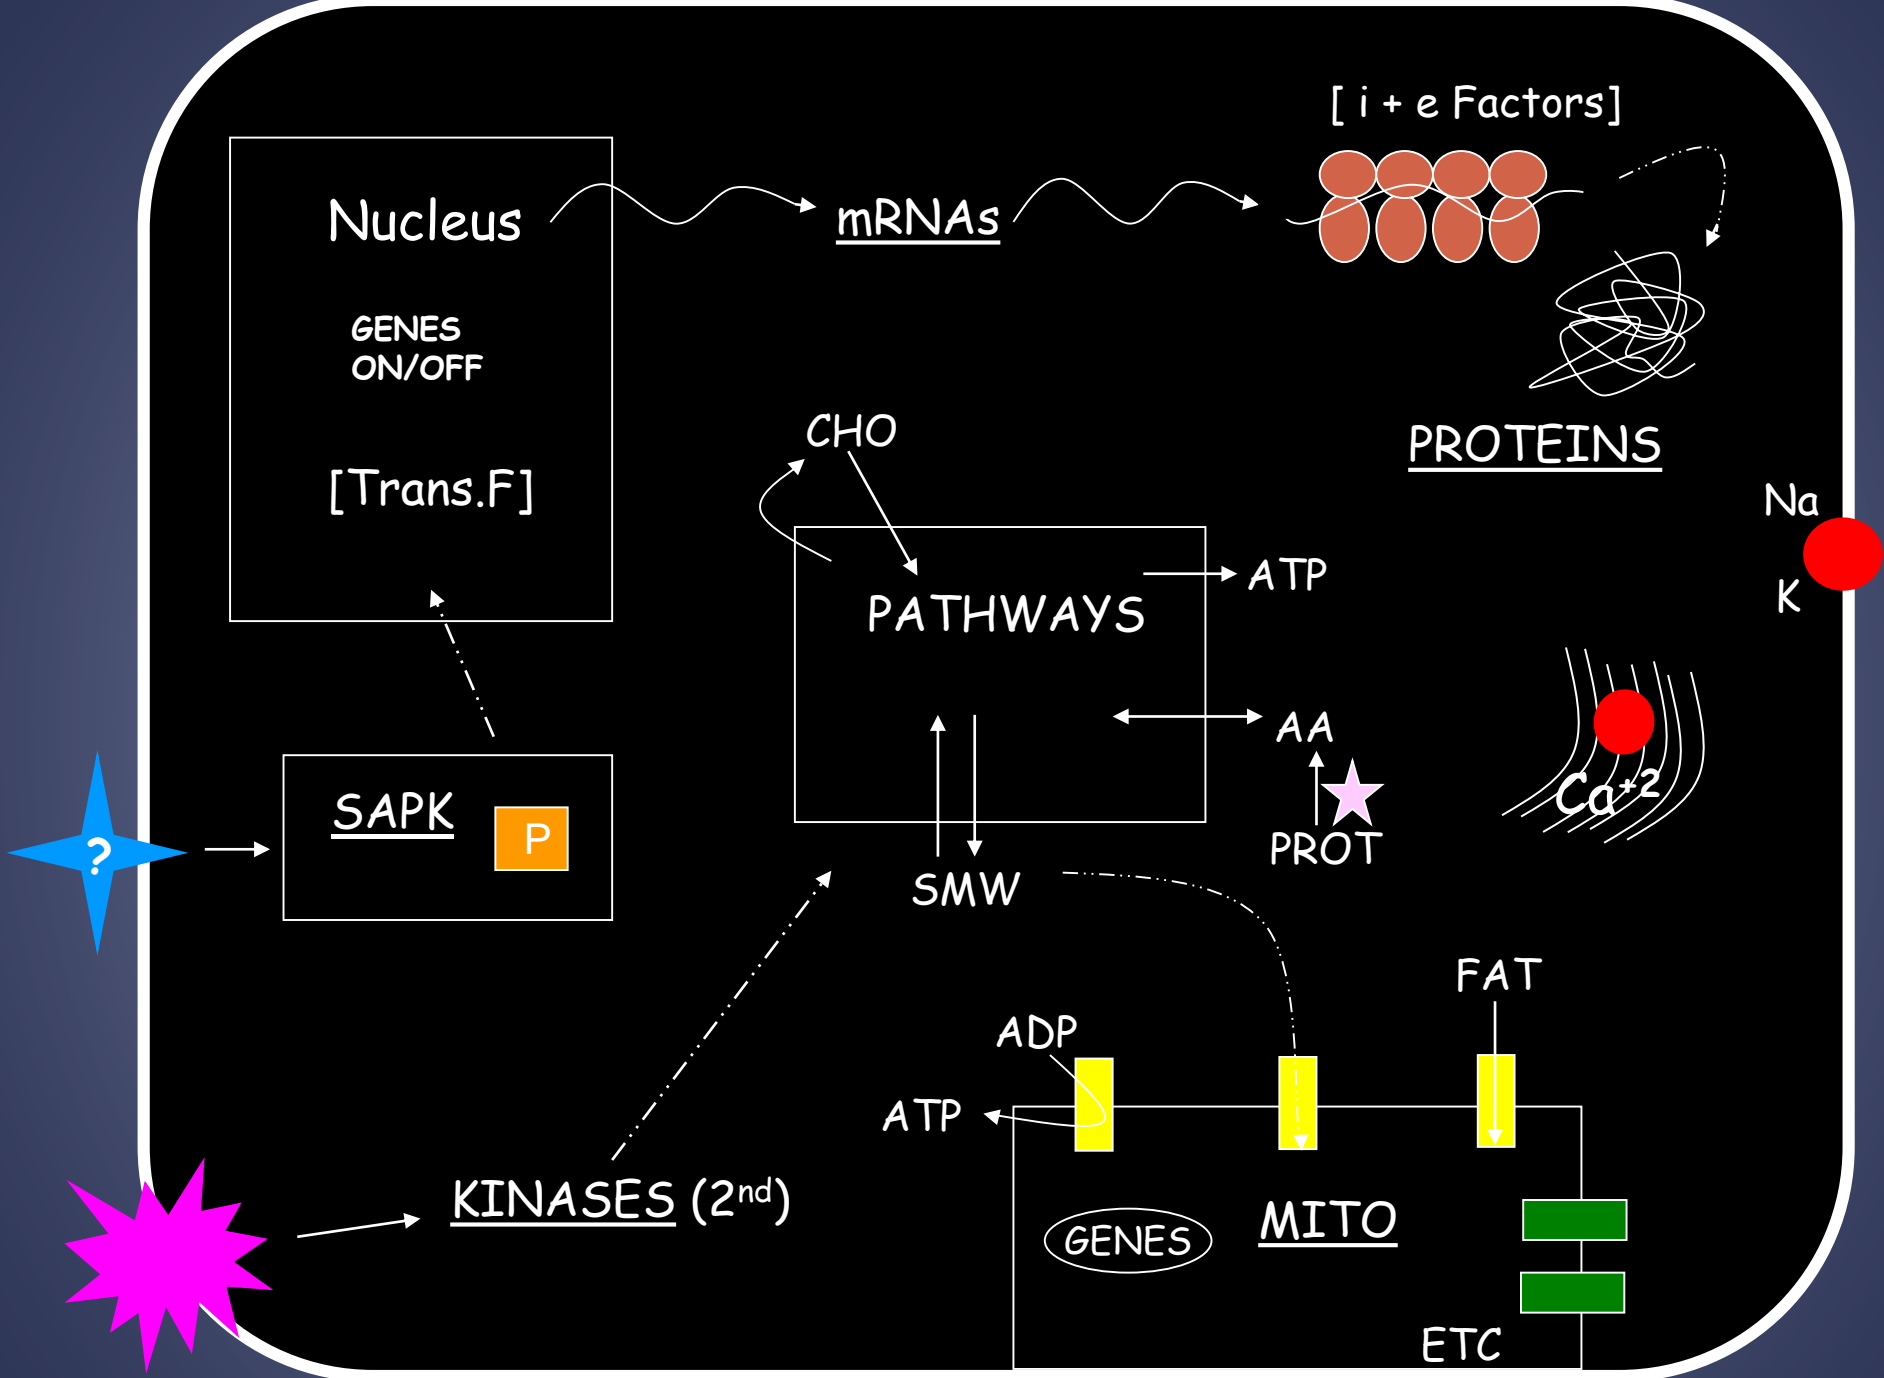 [ i + e Factors]
Nucleus
mRNAs
GENES
ON/OFF
CHO
PROTEINS
[Trans.F]
Na
ATP
K
PATHWAYS
AA
Ca+2
SAPK
P
?
PROT
SMW
FAT
ADP
ATP
KINASES (2nd)
GENES
MITO
ETC